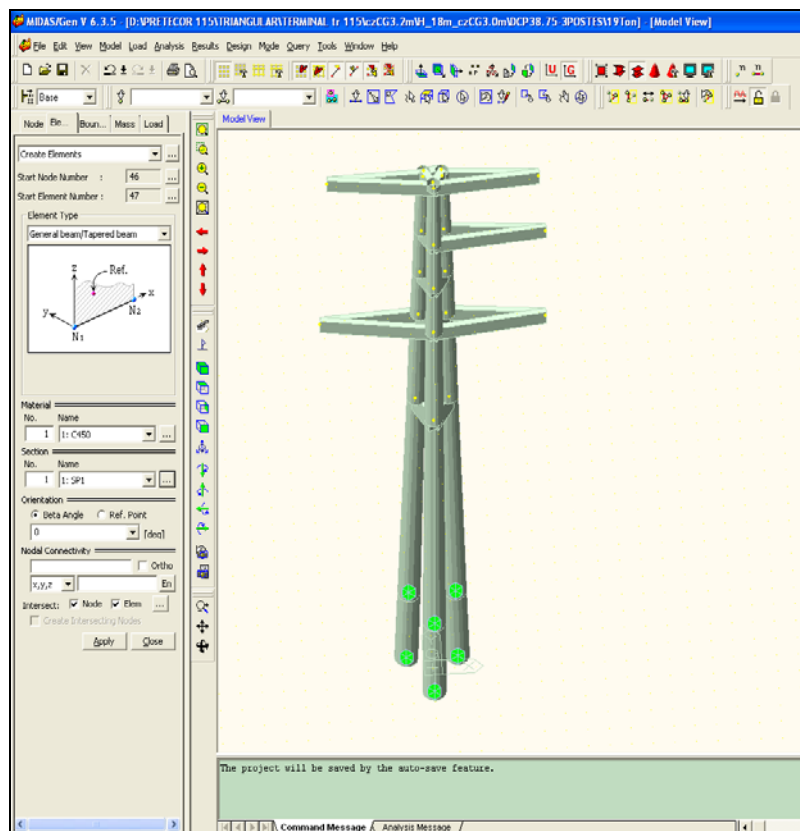 MIDAS/Gen V 6.3.5 - [D:\PRETECOR 115\TRIANGULAR\TERMINAL tr 115\czCG3.2m\H_18m_czCG3.0m\DCP38.75 3POSTES\19Ton] - [Model View]
File Edit View Model Load Analysis Results Design Mode Query Tools Window Help
Base
Node Ele... Boun... Mass Load
Model View
Create Elements
Start Node Number : 46
Start Element Number : 47
Element Type
General beam/Tapered beam
z
Ref.
x
y
N2
N1
Material
No. Name
1 1: C450
Section
No. Name
1 1: SP1
Orientation
Beta Angle Ref. Point
0 [deg]
Nodal Connectivity
Ortho
x,y,z En
Intersect: Node Elem
Create Intersecting Nodes
Apply Close
The project will be saved by the auto-save feature.
Command Message Analysis Message